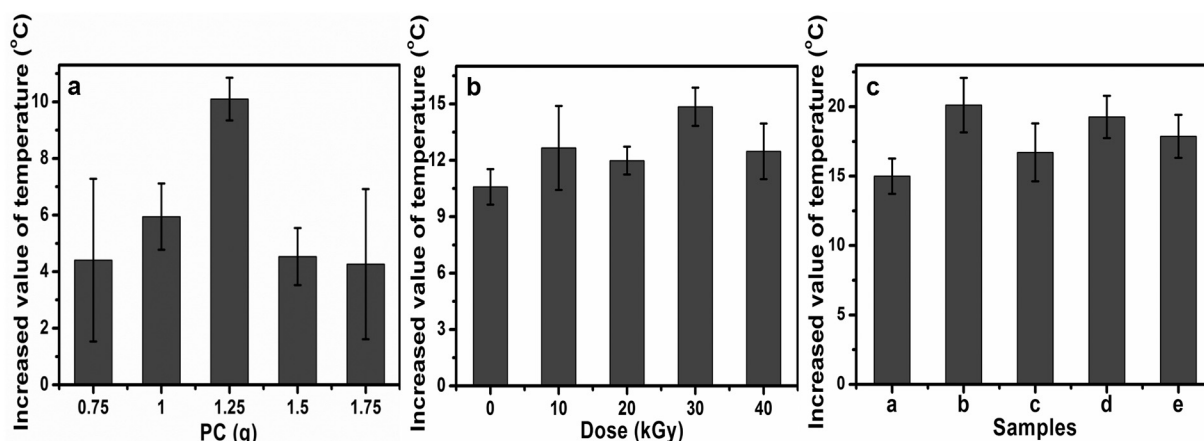 Increased value of temperature (°C)
a
10
8
6
4
2
0
0.75 1 1.25 1.5 1.75
PC (g)
Increased value of temperature (°C)
b
15
12
9
6
3
0
0 10 20 30 40
Dose (kGy)
Increased value of temperature (°C)
c
20
15
10
5
0
a b c d e
Samples